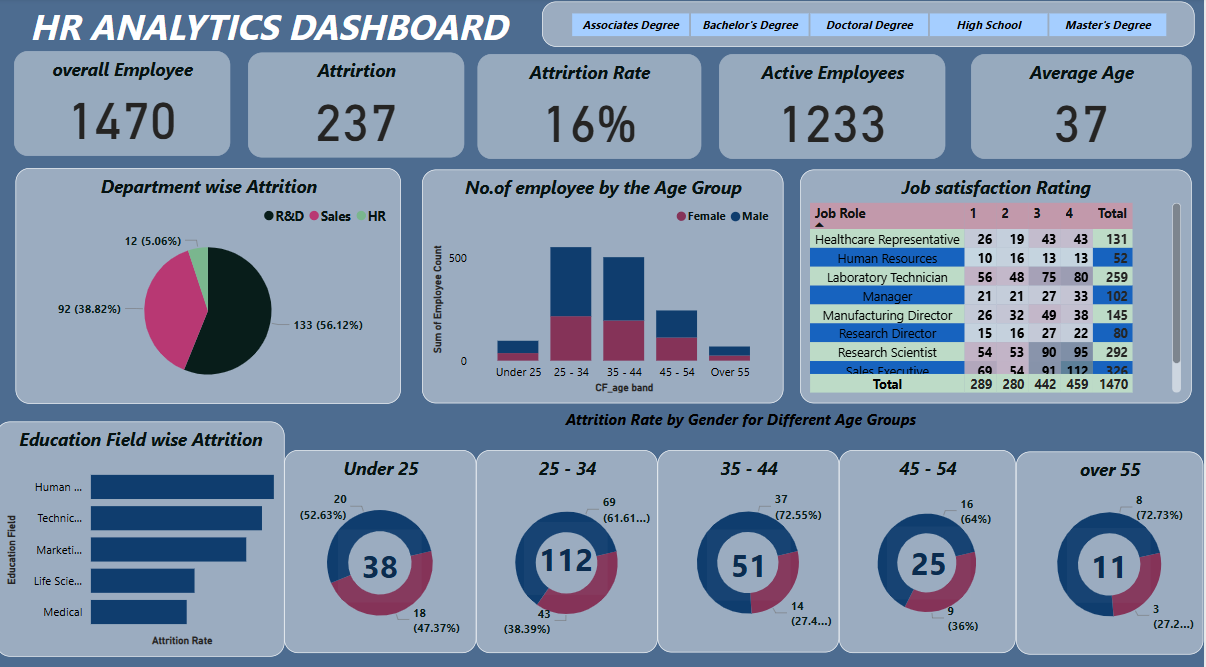 HR ANALYTICS DASHBOARD
Associates Degree Bachelor's Degree Doctoral Degree High School Master's Degree
overall Employee
1470
Attrirtion
237
Attrirtion Rate
16%
Active Employees
1233
Average Age
37
Department wise Attrition
R&D Sales HR
12 (5.06%)
92 (38.82%)
133 (56.12%)
No.of employee by the Age Group
Female Male
Sum of Employee Count
500
0
Under 25 25 - 34 35 - 44 45 - 54 Over 55
CF_age band
Job satisfaction Rating
Job Role 1 2 3 4 Total
Healthcare Representative 26 19 43 43 131
Human Resources 10 16 13 13 52
Laboratory Technician 56 48 75 80 259
Manager 21 21 27 33 102
Manufacturing Director 26 32 49 38 145
Research Director 15 16 27 22 80
Research Scientist 54 53 90 95 292
Sales Executive 69 54 91 112 326
Total 289 280 442 459 1470
Education Field wise Attrition
Education Field
Human ...
Technic...
Marketi...
Life Scie...
Medical
Attrition Rate
Attrition Rate by Gender for Different Age Groups
Under 25
20
(52.63%)
38
18
(47.37%)
25 - 34
69
(61.61...)
112
43
(38.39%)
35 - 44
37
(72.55%)
51
14
(27.4...)
45 - 54
16
(64%)
25
9
(36%)
over 55
8
(72.73%)
11
3
(27.2...)